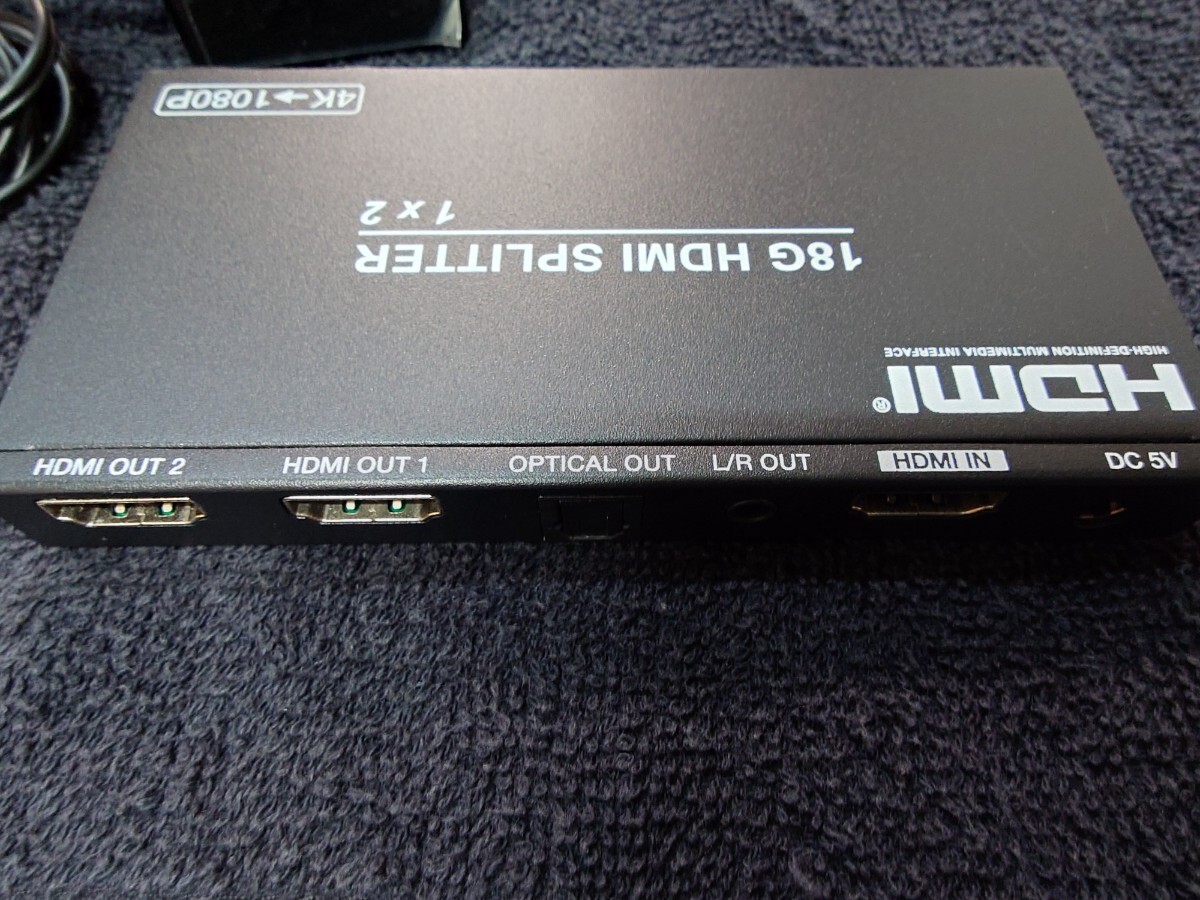 4K→1080P
18G HDMI SPLITTER
1 x 2
HDMI®
HIGH-DEFINITION MULTIMEDIA INTERFACE
HDMI OUT 2 HDMI OUT 1 OPTICAL OUT L/R OUT HDMI IN DC 5V